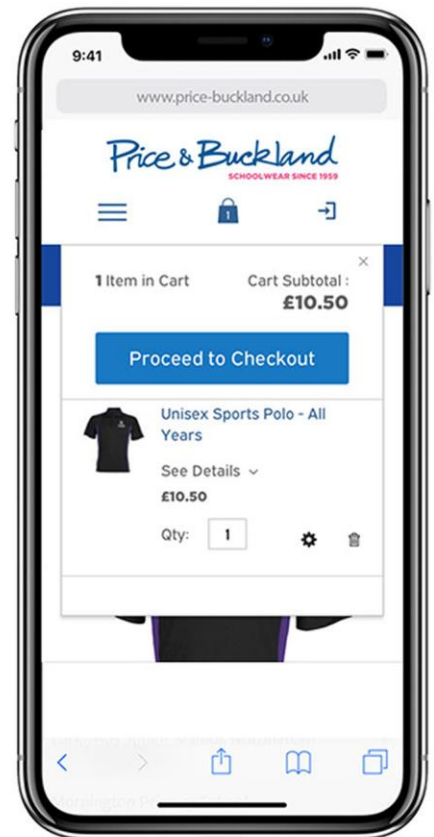 9:41
www.price-buckland.co.uk
Price & Buckland
SCHOOLWEAR SINCE 1959
1
1 Item in Cart
Cart Subtotal :
£10.50
Proceed to Checkout
Unisex Sports Polo - All
Years
See Details
£10.50
Qty: 1